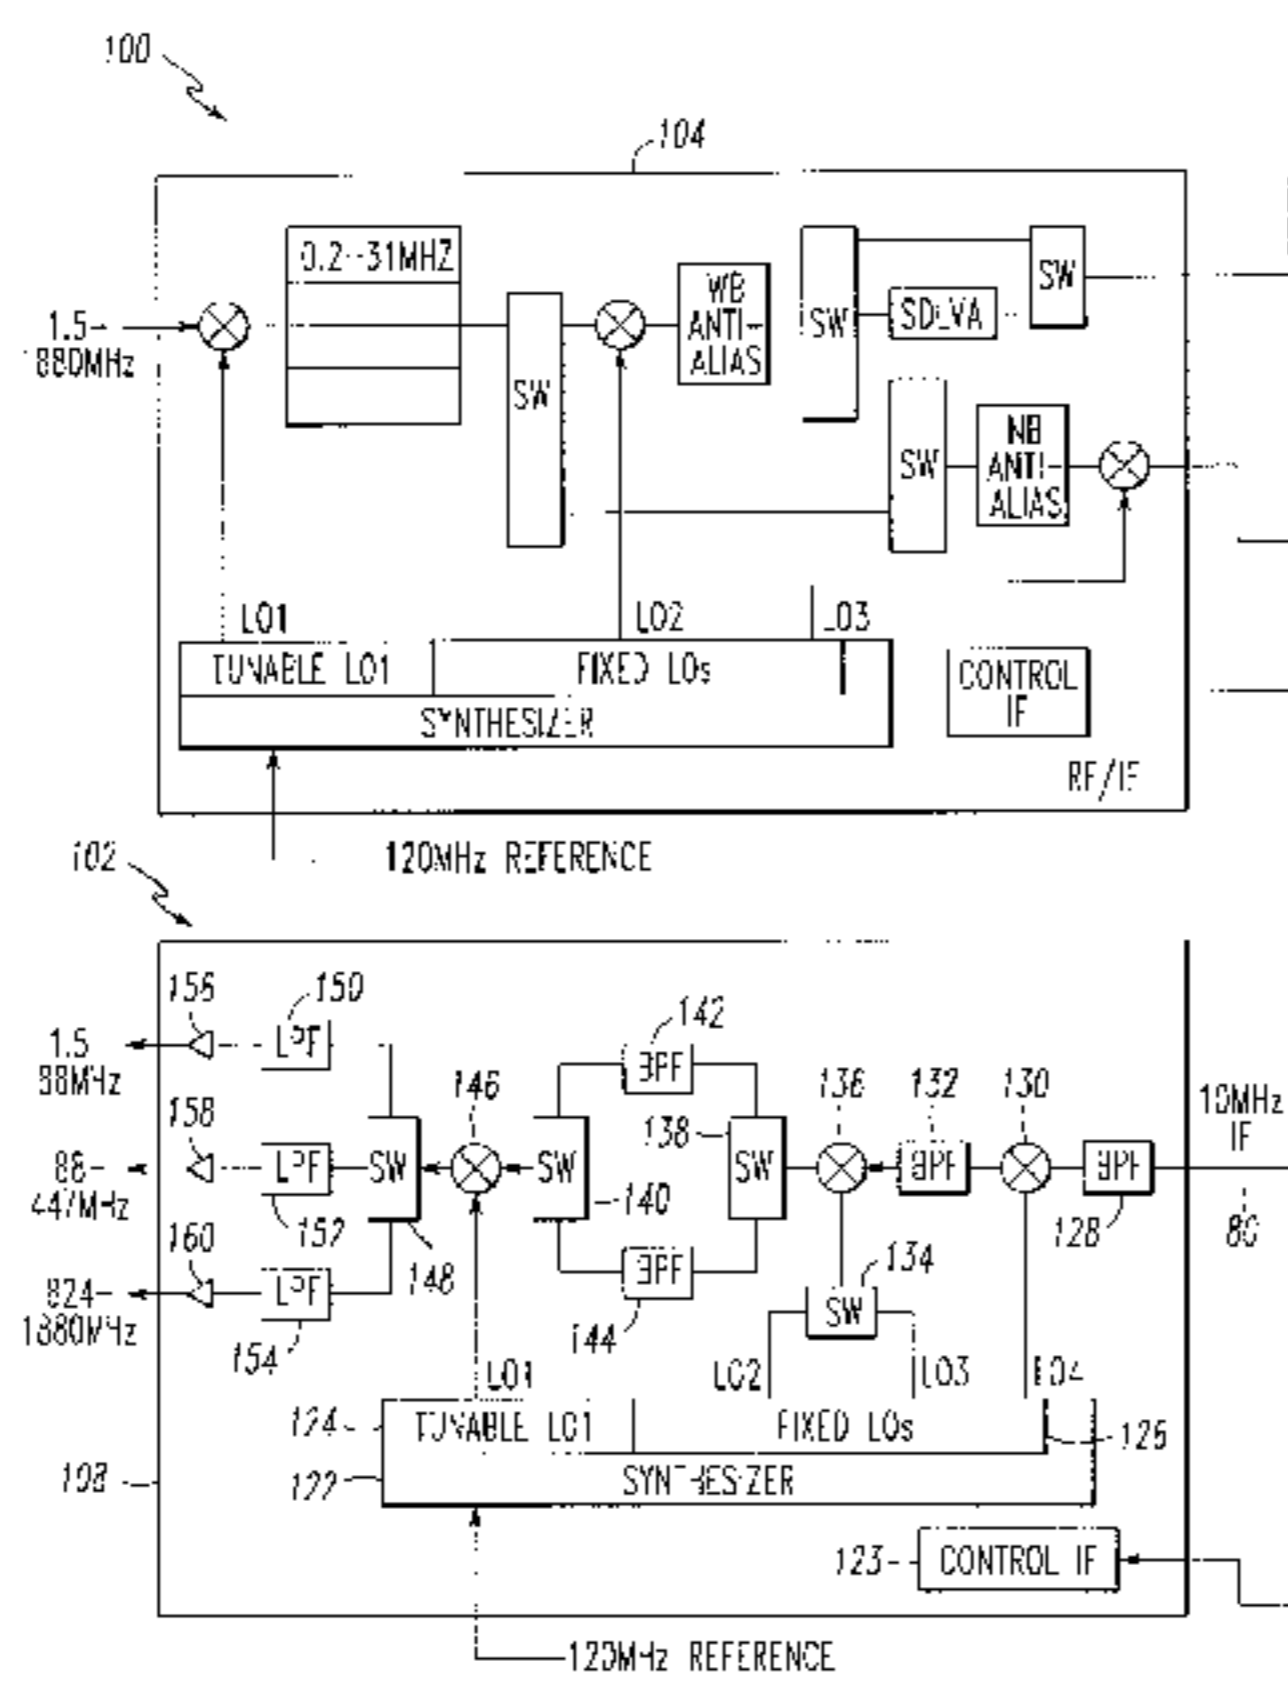 100
104
0.2--31MHZ
1.5-
1880MHz
WB
ANTI-
ALIAS
SW
SDLVA
SW
SW
SW
NB
ANTI-
ALIAS
LO1
LO2
LO3
TUNABLE LO1
FIXED LOs
SYNTHESIZER
CONTROL
IF
RF/IF
102
120MHz REFERENCE
156
150
LPF
1.5
88MHz
142
BPF
146
136
132
130
10MHz
IF
158
LPF
SW
SW
138
SW
BPF
BPF
88-
447MHz
152
140
128
80
160
148
134
824-
1880MHz
LPF
154
BPF
144
SW
LO1
LO2
LO3
LO4
124
TUNABLE LO1
FIXED LOs
126
108
122
SYNTHESIZER
123
CONTROL IF
120MHz REFERENCE